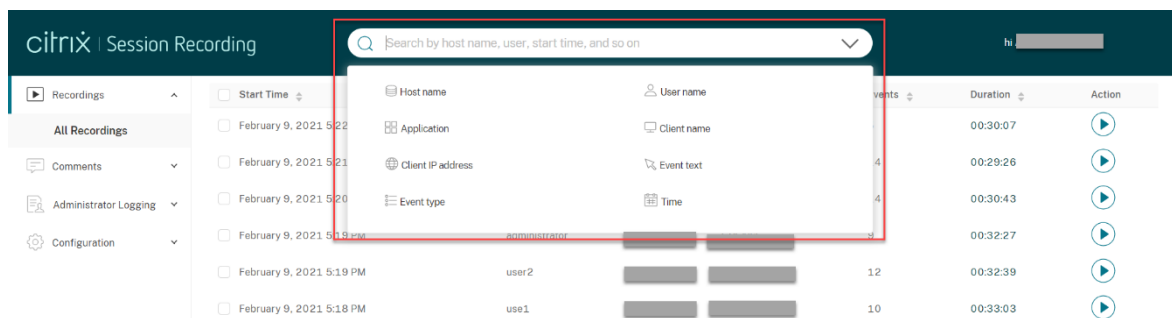 citrix | Session Recording
Search by host name, user, start time, and so on
hi
Recordings
Start Time
Host name
User name
Events
Duration
Action
All Recordings
February 9, 2021 5:22
Application
Client name
00:30:07
Comments
February 9, 2021 5:21
Client IP address
Event text
4
00:29:26
Administrator Logging
February 9, 2021 5:20
Event type
Time
4
00:30:43
Configuration
February 9, 2021 5:19 PM
administrator
8
00:32:27
February 9, 2021 5:19 PM
user2
12
00:32:39
February 9, 2021 5:18 PM
use1
10
00:33:03